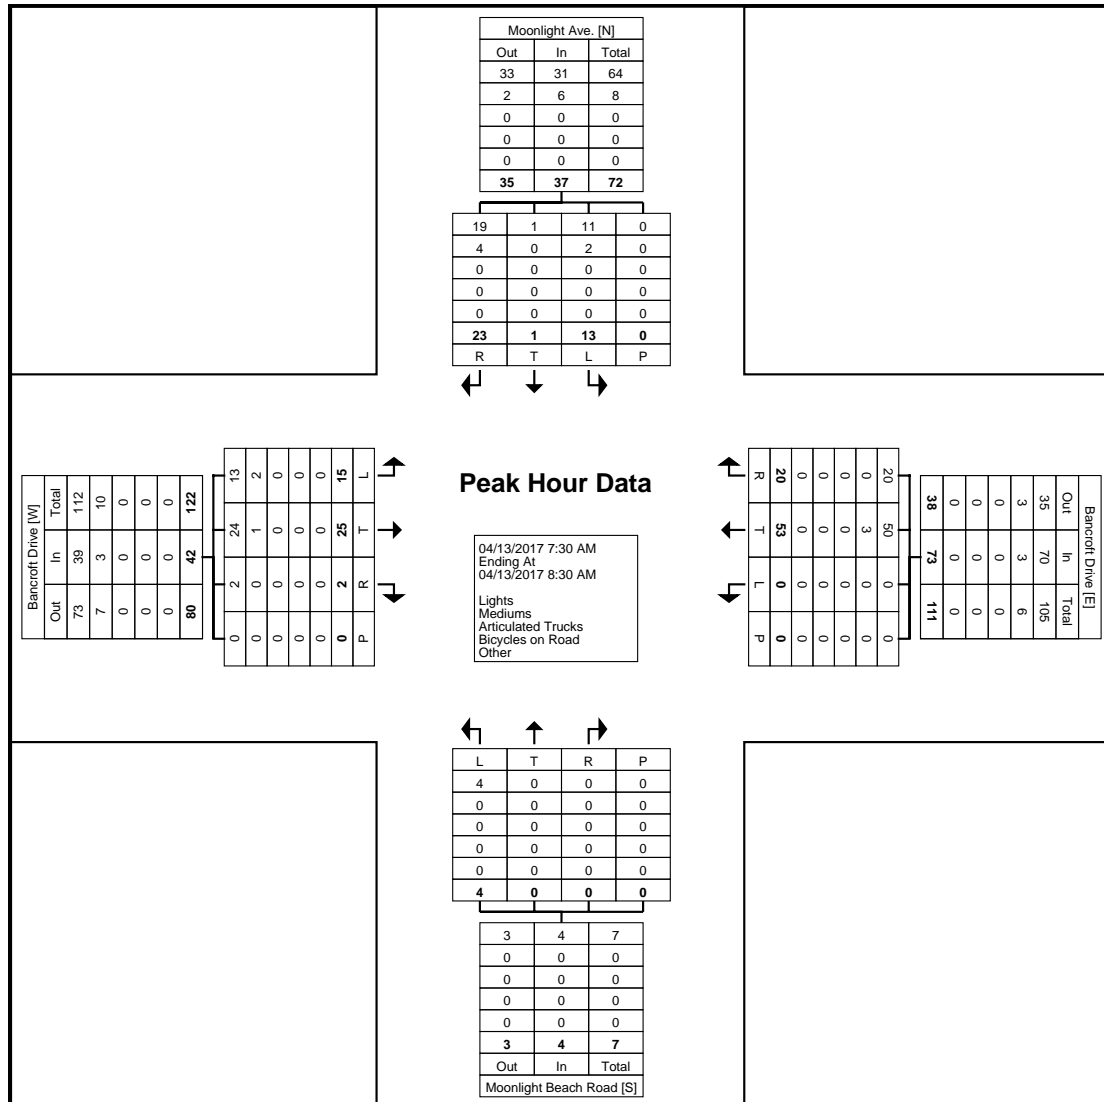 Moonlight Ave. [N]
Out In Total
33 31 64
2 6 8
0 0 0
0 0 0
0 0 0
35 37 72
19 1 11 0
4 0 2 0
0 0 0 0
0 0 0 0
0 0 0 0
23 1 13 0
R T L P
Bancroft Drive [W]
Total In Out
112 39 73
10 3 7
0 0 0
0 0 0
0 0 0
122 42 80
13 24 2 0
2 1 0 0
0 0 0 0
0 0 0 0
0 0 0 0
15 25 2 0
L T R P
Peak Hour Data
04/13/2017 7:30 AM
Ending At
04/13/2017 8:30 AM
Lights
Mediums
Articulated Trucks
Bicycles on Road
Other
R T L P
20 53 0 0
0 0 0 0
0 0 0 0
0 0 0 0
0 3 0 0
20 50 0 0
Bancroft Drive [E]
Out In Total
35 70 105
3 3 6
0 0 0
0 0 0
0 0 0
38 73 111
L T R P
4 0 0 0
0 0 0 0
0 0 0 0
0 0 0 0
0 0 0 0
4 0 0 0
3 4 7
0 0 0
0 0 0
0 0 0
0 0 0
3 4 7
Out In Total
Moonlight Beach Road [S]